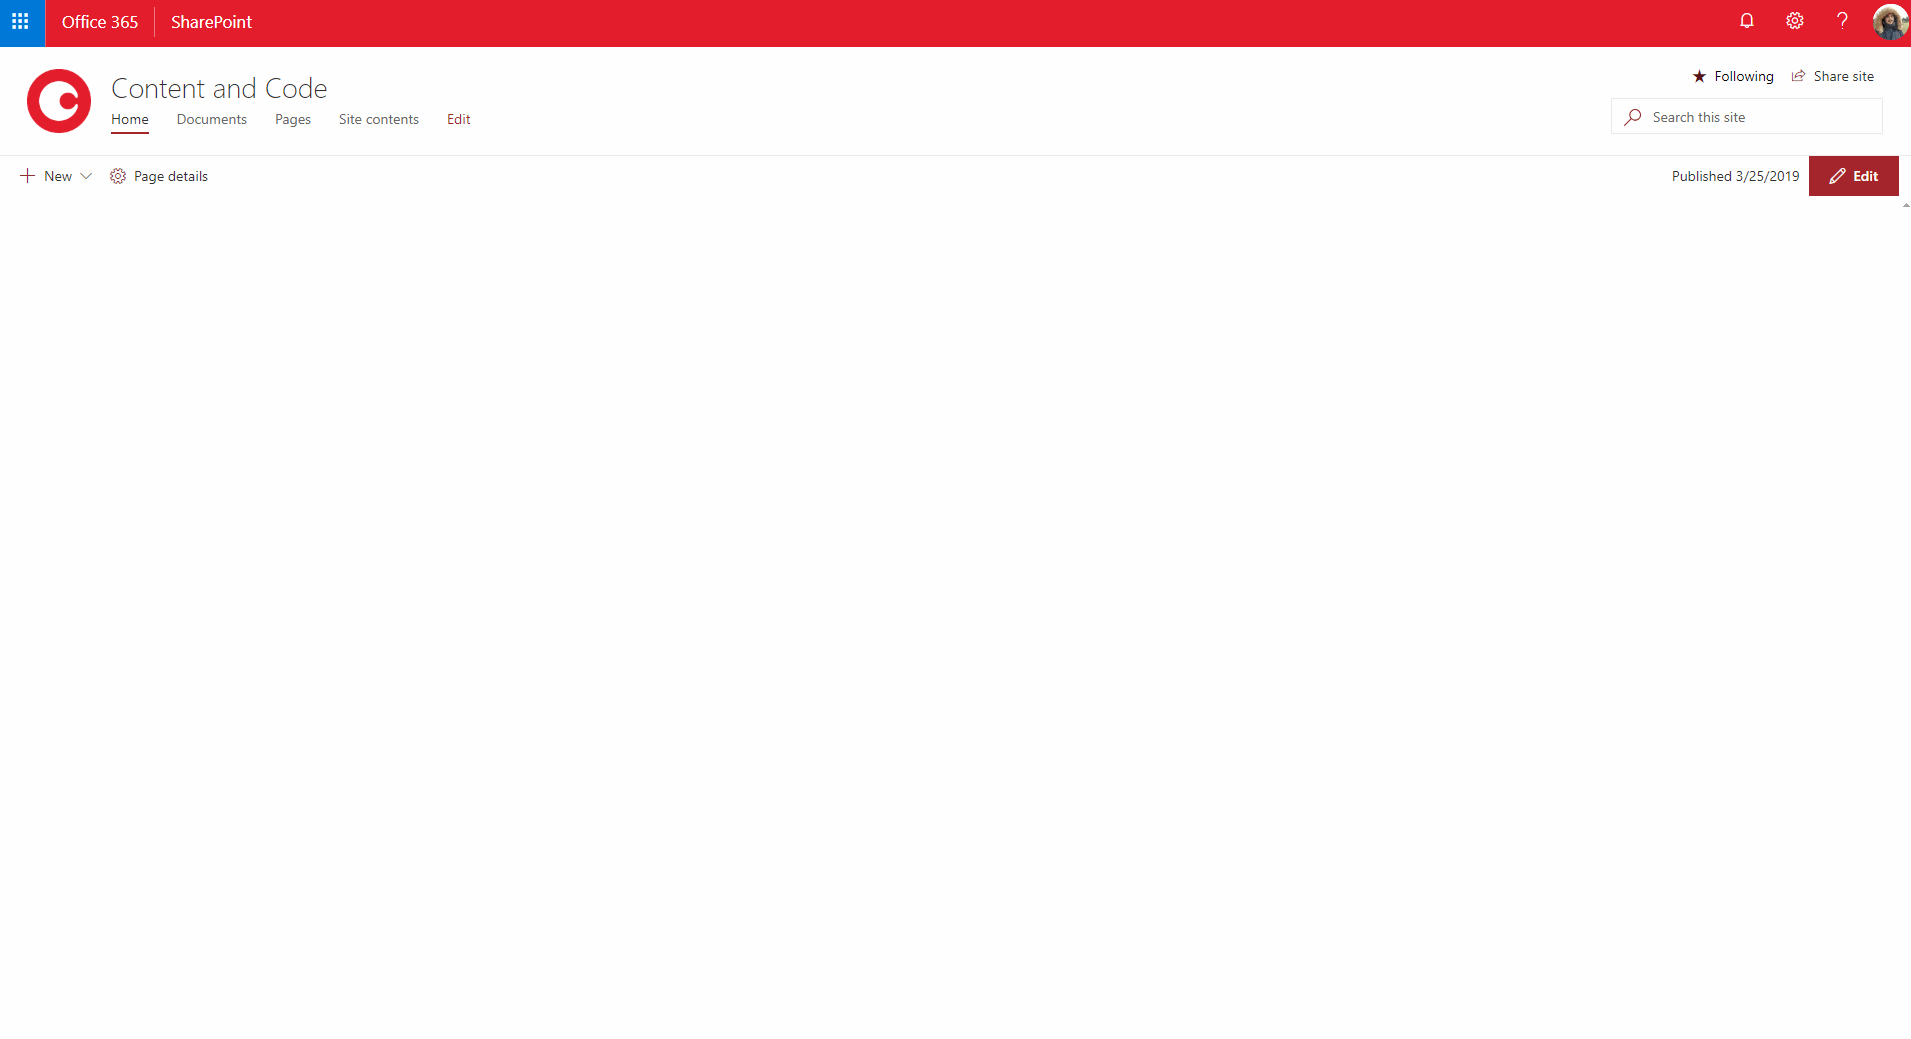 Office 365 SharePoint
Following Share site
Content and Code
Home Documents Pages Site contents Edit
Search this site
New Page details Published 3/25/2019 Edit